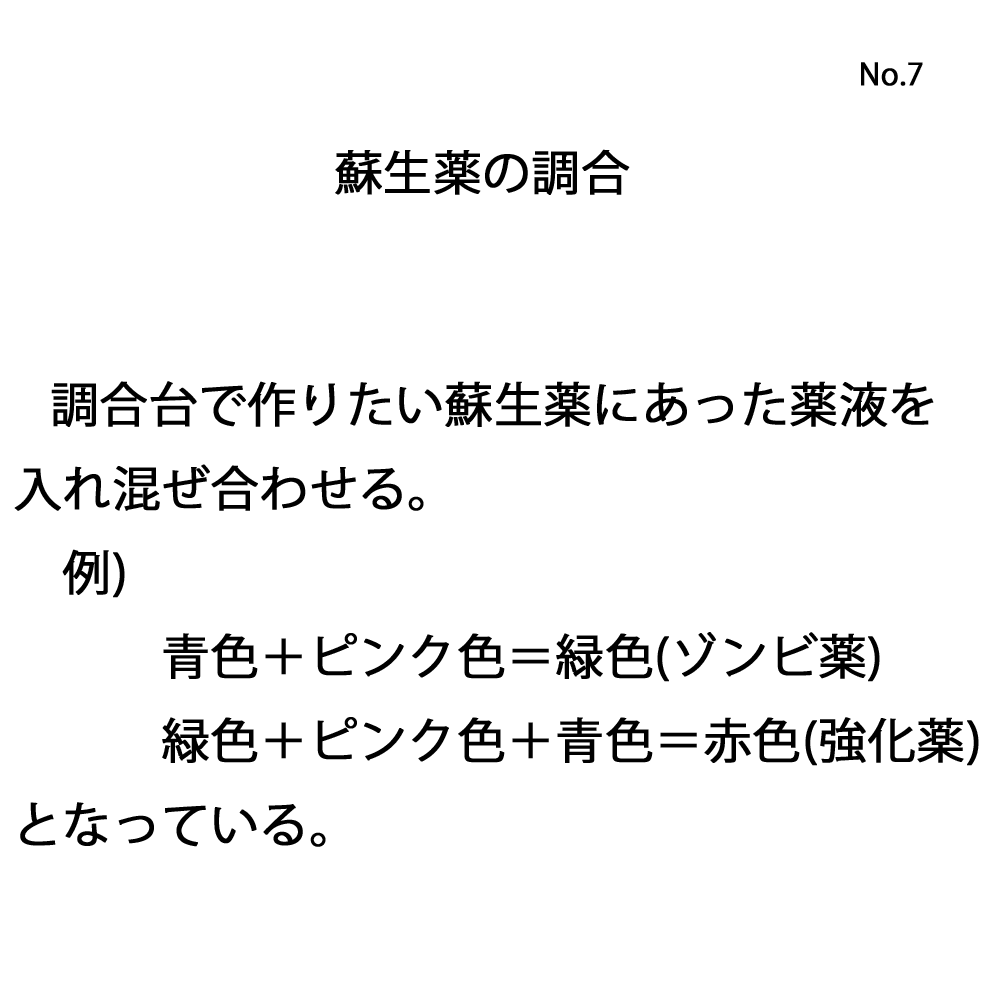 No.7
蘇生薬の調合
調合台で作りたい蘇生薬にあった薬液を
入れ混ぜ合わせる。
例)
青色＋ピンク色＝緑色(ゾンビ薬)
緑色＋ピンク色＋青色＝赤色(強化薬)
となっている。